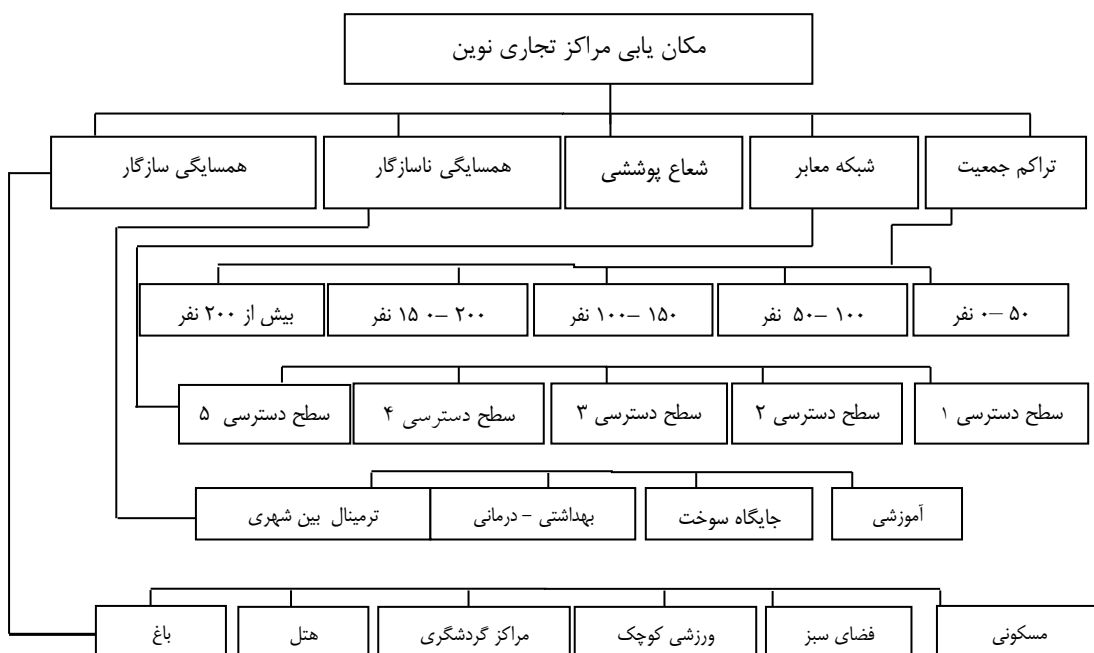 مکان یابی مراکز تجاری نوین
تراکم جمعیت
شبکه معابر
شعاع پوششی
همسایگی ناسازگار
همسایگی سازگار
۵۰ –۰ نفر
۱۰۰ –۵۰ نفر
۱۵۰ –۱۰۰ نفر
۲۰۰ –۱۵۰ نفر
بیش از ۲۰۰ نفر
سطح دسترسی ۱
سطح دسترسی ۲
سطح دسترسی ۳
سطح دسترسی ۴
سطح دسترسی ۵
آموزشی
جایگاه سوخت
بهداشتی - درمانی
ترمینال بین شهری
مسکونی
فضای سبز
ورزشی کوچک
مراکز گردشگری
هتل
باغ